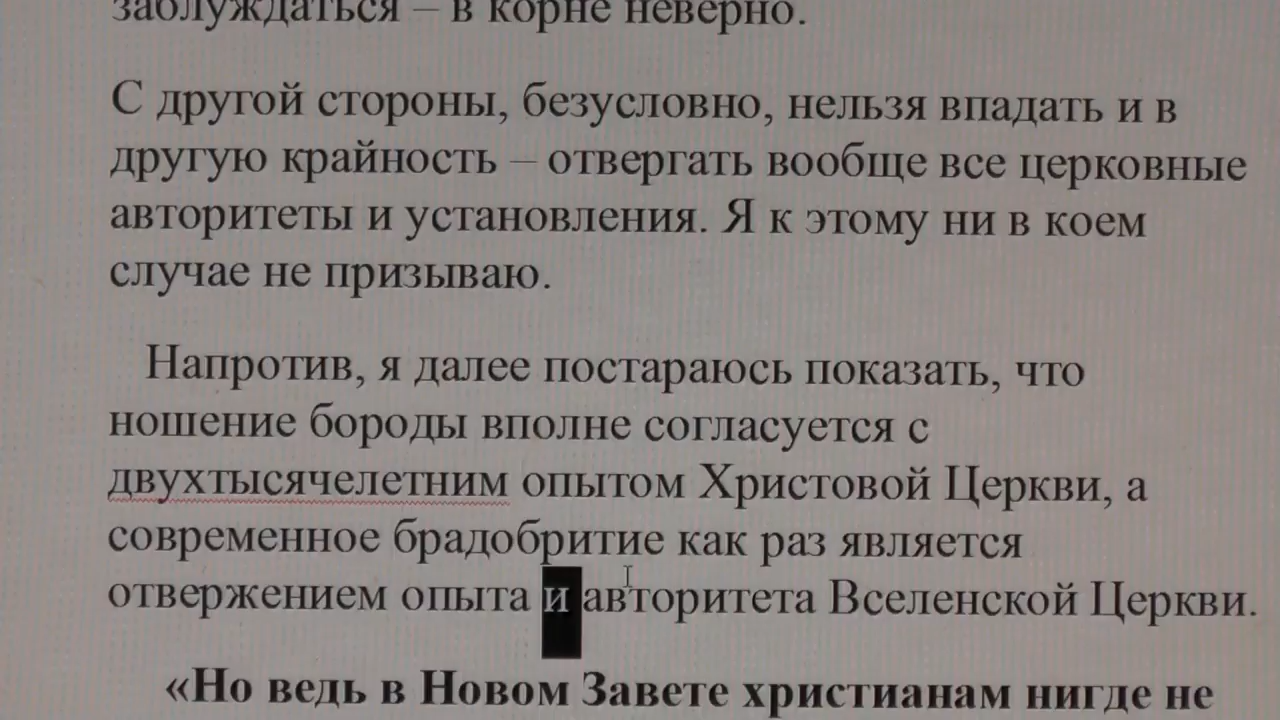 заблуждаться – в корне неверно.
С другой стороны, безусловно, нельзя впадать и в
другую крайность – отвергать вообще все церковные
авторитеты и установления. Я к этому ни в коем
случае не призываю.
Напротив, я далее постараюсь показать, что
ношение бороды вполне согласуется с
двухтысячелетним опытом Христовой Церкви, а
современное брадобритие как раз является
отвержением опыта и авторитета Вселенской Церкви.
«Но ведь в Новом Завете христианам нигде не